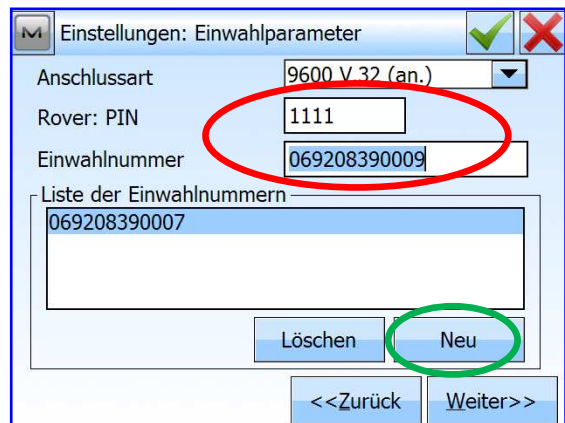 Einstellungen: Einwahlparameter
Anschlussart 9600 V.32 (an.)
Rover: PIN 1111
Einwahlnummer 069208390009
Liste der Einwahlnummern
069208390007
Löschen Neu
<<Zurück Weiter>>